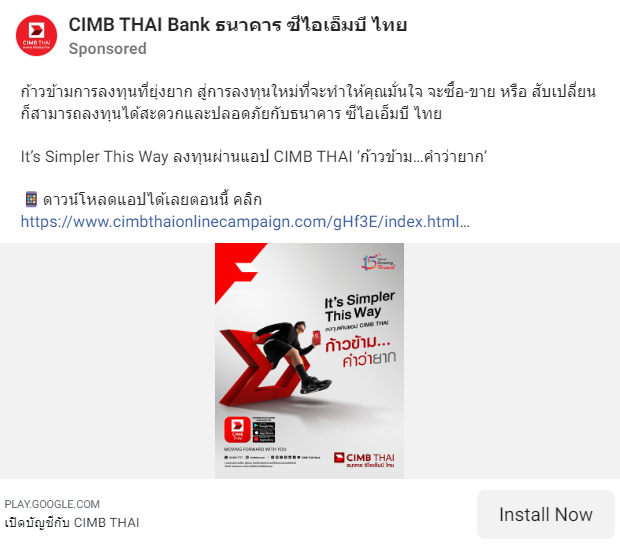 CIMB THAI Bank ธนาคาร ซีไอเอ็มบี ไทย
Sponsored
ก้าวข้ามการลงทุนที่ยุ่งยาก สู่การลงทุนใหม่ที่จะทำให้คุณมั่นใจ จะซื้อ-ขาย หรือ สับเปลี่ยน
ก็สามารถลงทุนได้สะดวกและปลอดภัยกับธนาคาร ซีไอเอ็มบี ไทย
It's Simpler This Way ลงทุนผ่านแอป CIMB THAI 'ก้าวข้าม...คำว่ายาก'
ดาวน์โหลดแอปได้เลยตอนนี้ คลิก
https://www.cimbthaionlinecampaign.com/gHf3E/index.html...
15
It's Simpler
This Way
ลงทุนผ่านแอป CIMB THAI
ก้าวข้าม...
คำว่ายาก
CIMB
THAI
MOVING FORWARD WITH YOU
CIMB THAI
ธนาคาร ซีไอเอ็มบี ไทย
PLAY.GOOGLE.COM
เปิดบัญชีกับ CIMB THAI
Install Now